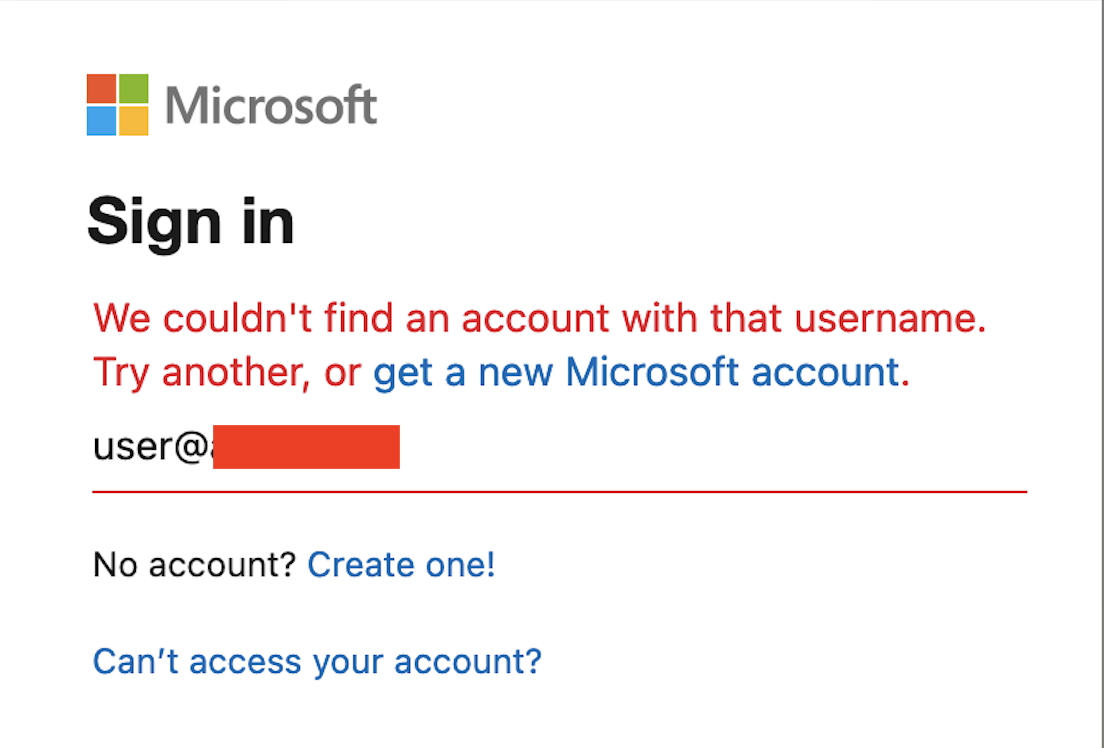 Microsoft
Sign in
We couldn't find an account with that username.
Try another, or get a new Microsoft account.
user@
No account? Create one!
Can’t access your account?